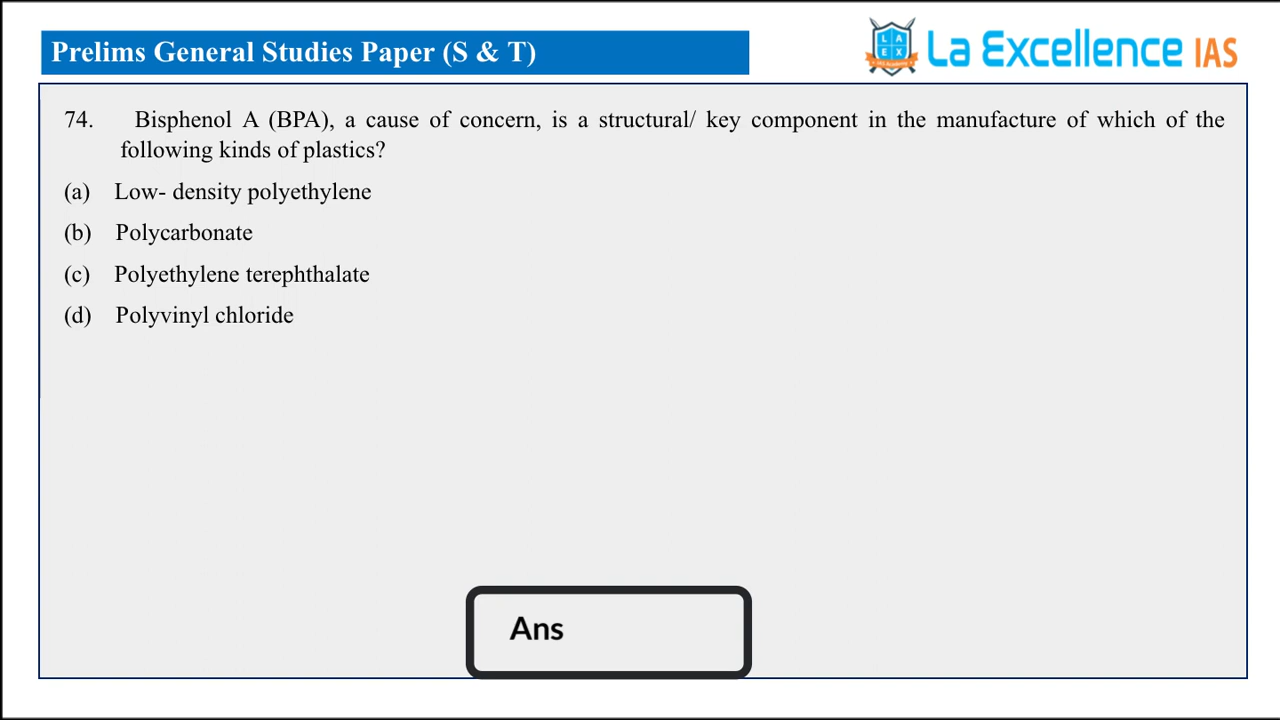 Prelims General Studies Paper (S & T)
La Excellence IAS
74. Bisphenol A (BPA), a cause of concern, is a structural/ key component in the manufacture of which of the
following kinds of plastics?
(a) Low- density polyethylene
(b) Polycarbonate
(c) Polyethylene terephthalate
(d) Polyvinyl chloride
Ans